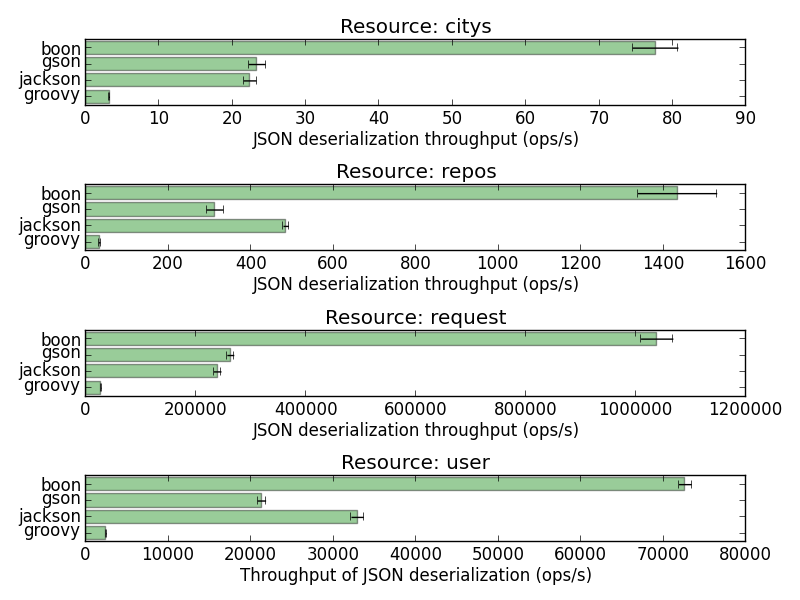 Resource: citys
boon
gson
jackson
groovy
0 10 20 30 40 50 60 70 80 90
JSON deserialization throughput (ops/s)
Resource: repos
boon
gson
jackson
groovy
0 200 400 600 800 1000 1200 1400 1600
JSON deserialization throughput (ops/s)
Resource: request
boon
gson
jackson
groovy
0 200000 400000 600000 800000 1000000 1200000
JSON deserialization throughput (ops/s)
Resource: user
boon
gson
jackson
groovy
0 10000 20000 30000 40000 50000 60000 70000 80000
Throughput of JSON deserialization (ops/s)